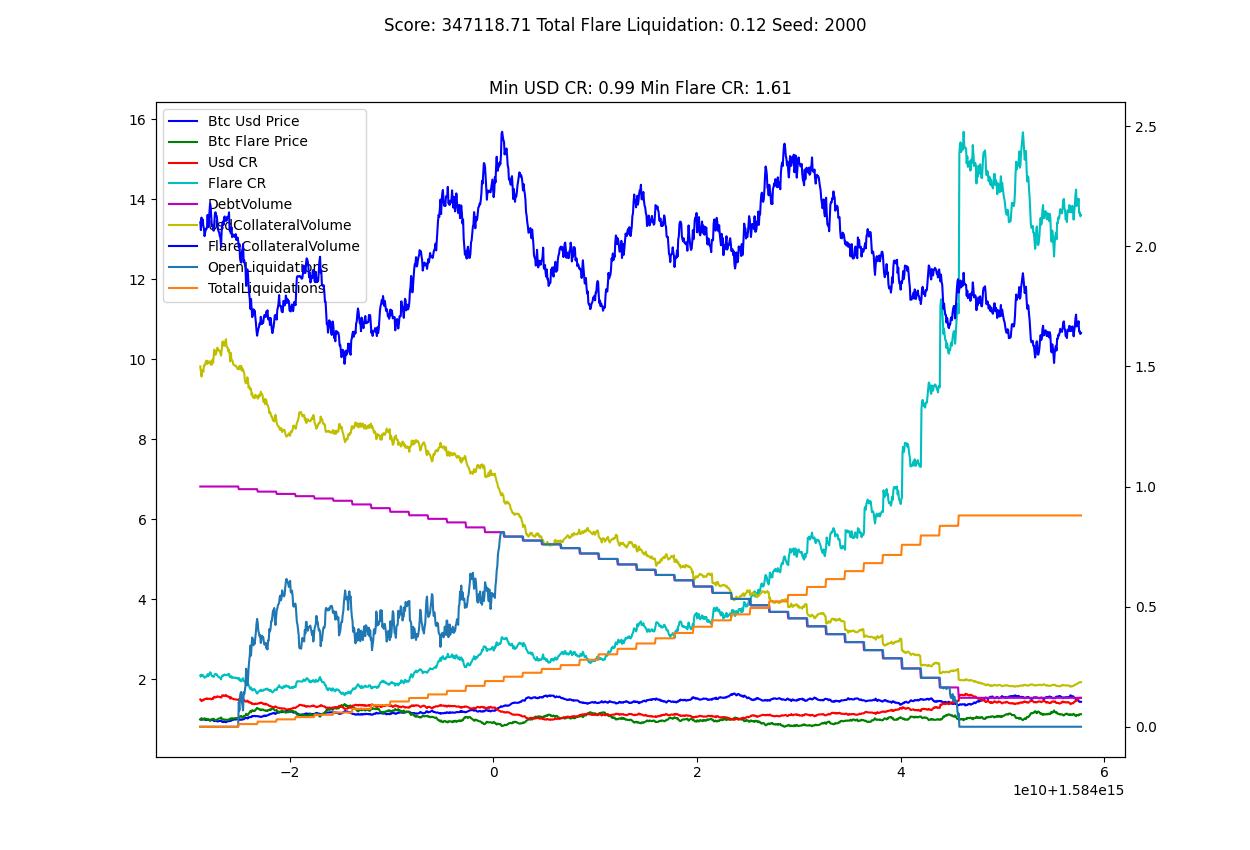 Score: 347118.71 Total Flare Liquidation: 0.12 Seed: 2000
Min USD CR: 0.99 Min Flare CR: 1.61
16
14
12
10
8
6
4
2
Btc Usd Price
Btc Flare Price
Usd CR
Flare CR
DebtVolume
UsdCollateralVolume
FlareCollateralVolume
OpenLiquidations
TotalLiquidations
2.5
2.0
1.5
1.0
0.5
0.0
−2
0
2
4
6
1e10+1.584e15